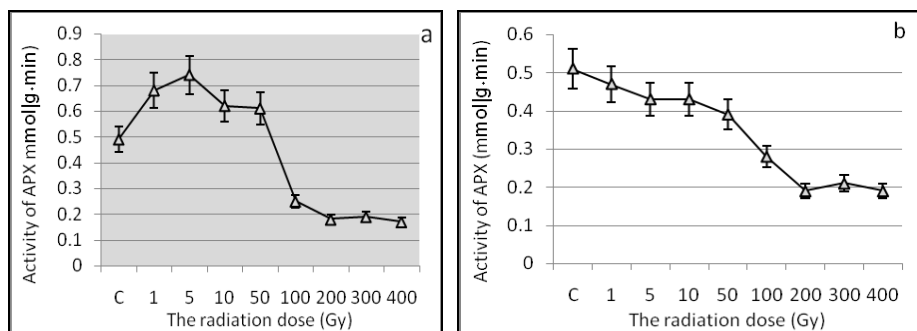 a
Activity of APX mmol|g·min
0.9
0.8
0.7
0.6
0.5
0.4
0.3
0.2
0.1
0
C 1 5 10 50 100 200 300 400
The radiation dose (Gy)
b
Activity of APX (mmol|g·min)
0.6
0.5
0.4
0.3
0.2
0.1
0
C 1 5 10 50 100 200 300 400
The radiation dose (Gy)